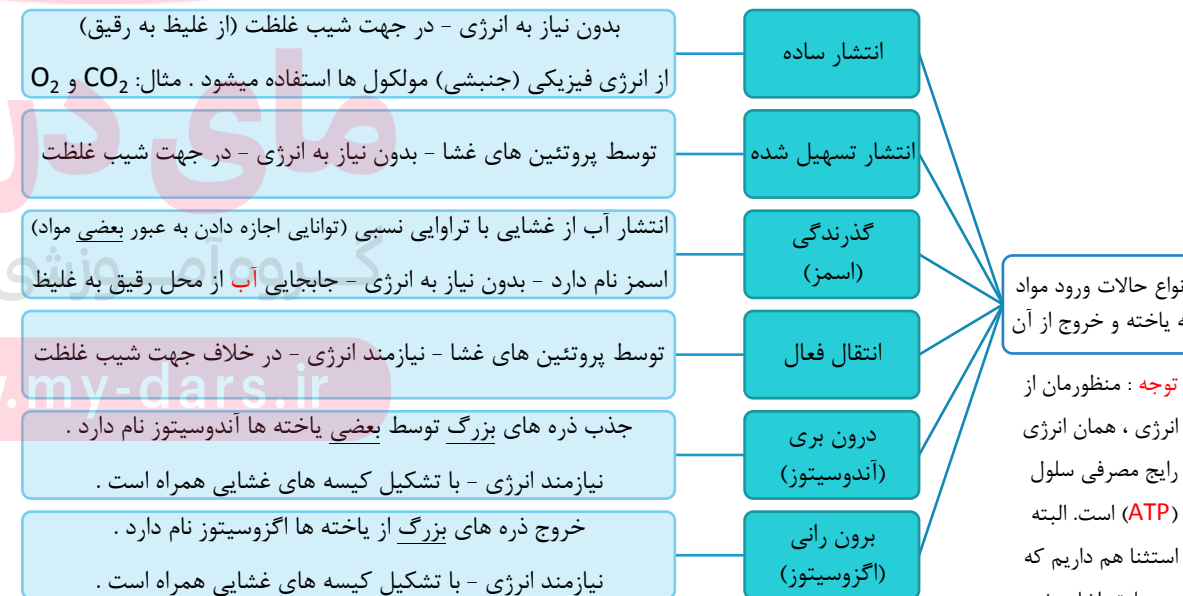 انواع حالات ورود مواد
به یاخته و خروج از آن
توجه : منظورمان از
انرژی ، همان انرژی
رایج مصرفی سلول
(ATP) است. البته
استثنا هم داریم که
انتشار ساده
بدون نیاز به انرژی - در جهت شیب غلظت (از غلیظ به رقیق)
از انرژی فیزیکی (جنبشی) مولکول ها استفاده میشود . مثال: CO₂ و O₂
انتشار تسهیل شده
توسط پروتئین های غشا - بدون نیاز به انرژی - در جهت شیب غلظت
گذرندگی
(اسمز)
انتشار آب از غشایی با تراوایی نسبی (توانایی اجازه دادن به عبور بعضی مواد)
اسمز نام دارد - بدون نیاز به انرژی - جابجایی آب از محل رقیق به غلیظ
انتقال فعال
توسط پروتئین های غشا - نیازمند انرژی - در خلاف جهت شیب غلظت
درون بری
(آندوسیتوز)
جذب ذره های بزرگ توسط بعضی یاخته ها آندوسیتوز نام دارد .
نیازمند انرژی - با تشکیل کیسه های غشایی همراه است .
برون رانی
(اگزوسیتوز)
خروج ذره های بزرگ از یاخته ها اگزوسیتوز نام دارد .
نیازمند انرژی - با تشکیل کیسه های غشایی همراه است .
مای در
گروه آموزشی
.my-dars.ir